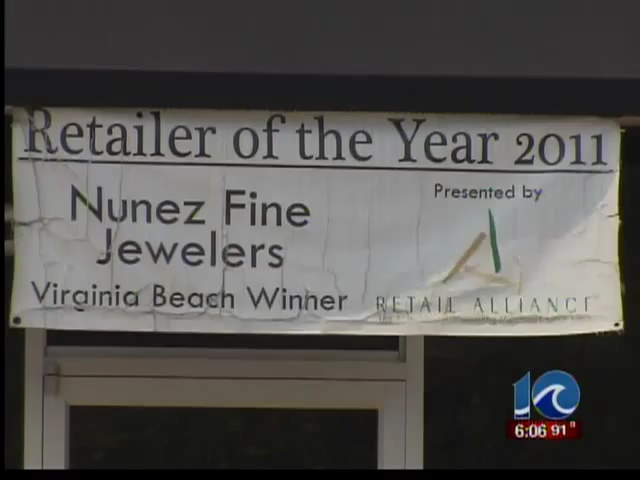 Retailer of the Year 2011
Nunez Fine
Jewelers
Virginia Beach Winner
Presented by
RETAIL ALLIANCE
10
6:06 91°